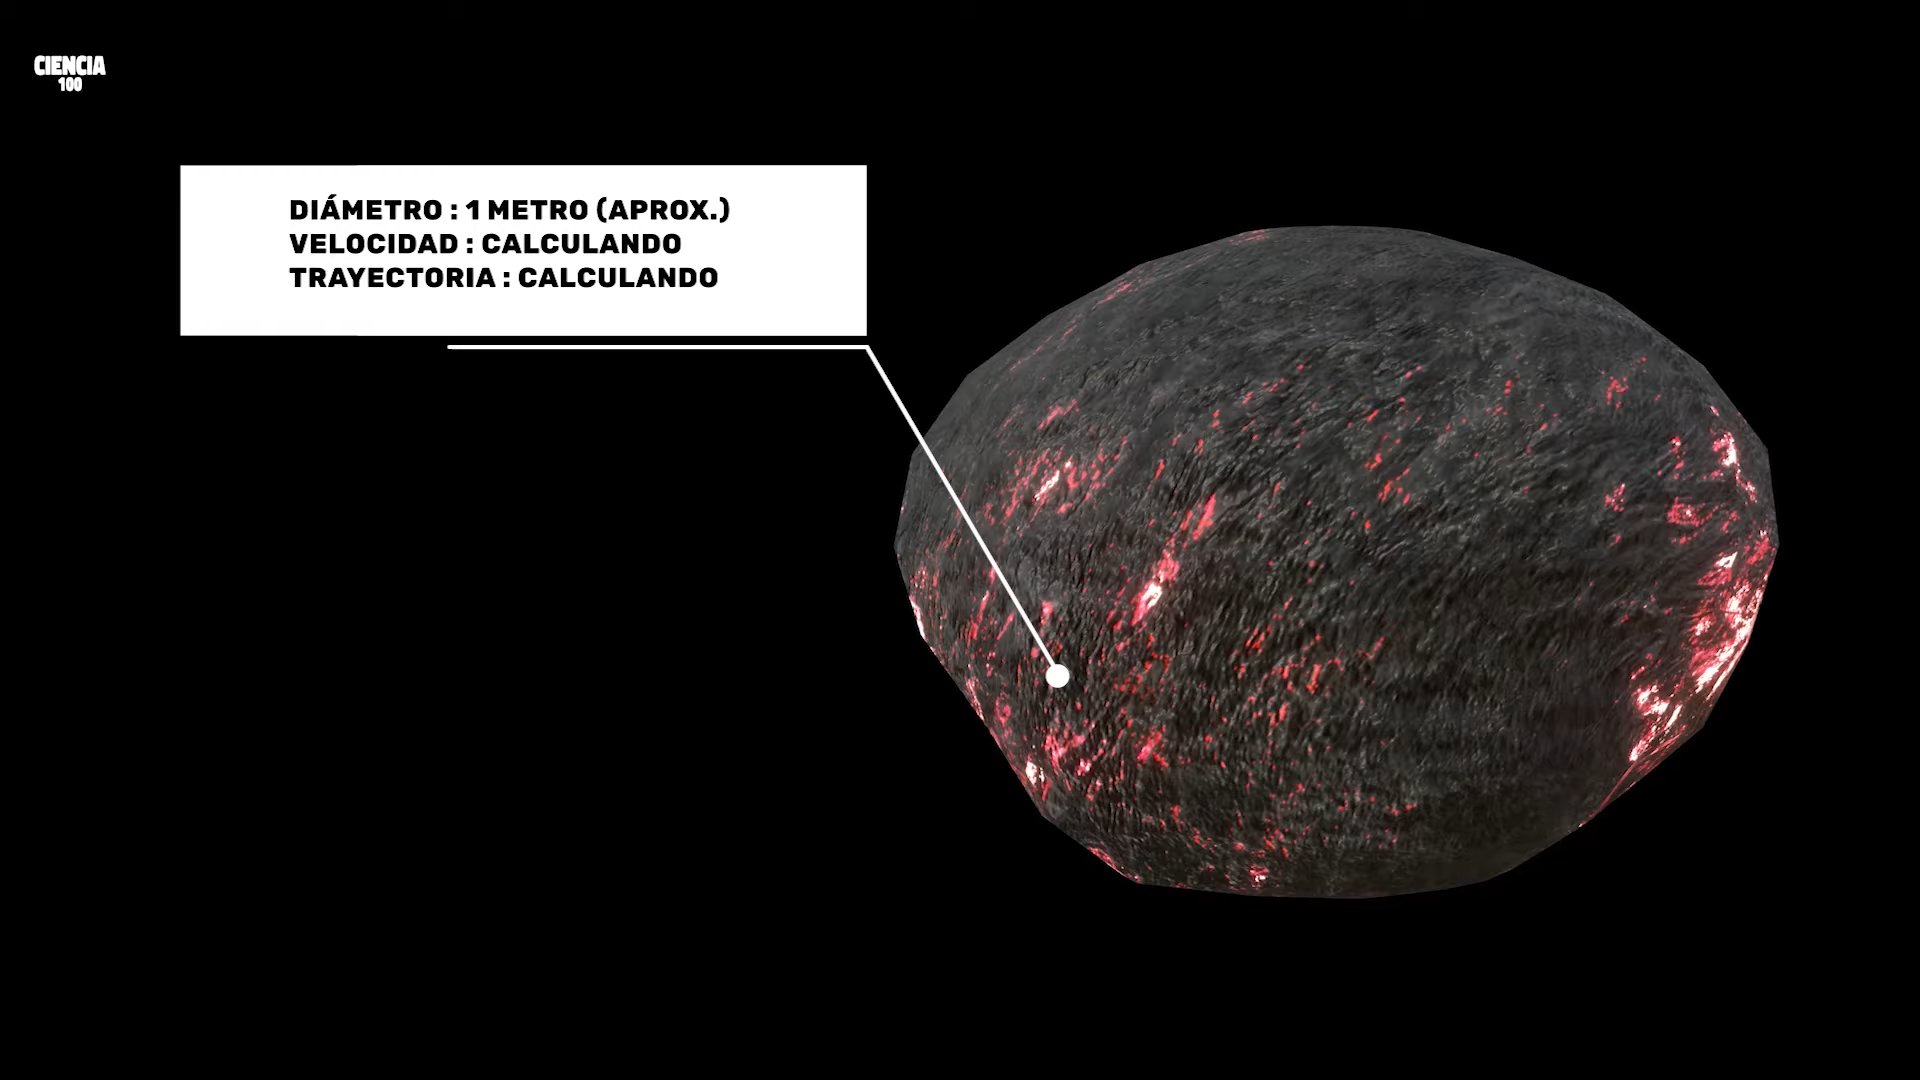 CIENCIA
100
DIÁMETRO : 1 METRO (APROX.)
VELOCIDAD : CALCULANDO
TRAYECTORIA : CALCULANDO